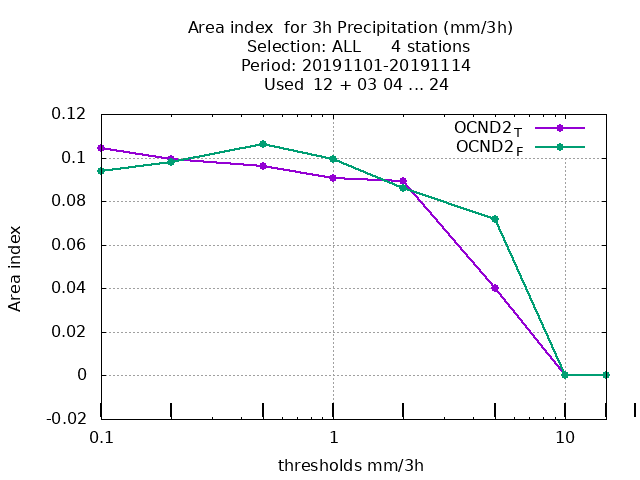 Area index  for 3h Precipitation (mm/3h)
Selection: ALL      4 stations
Period: 20191101-20191114
Used  12 + 03 04 ... 24
OCND2_T
OCND2_F
0.12
0.1
0.08
0.06
0.04
0.02
0
-0.02
Area index
0.1
1
10
thresholds mm/3h